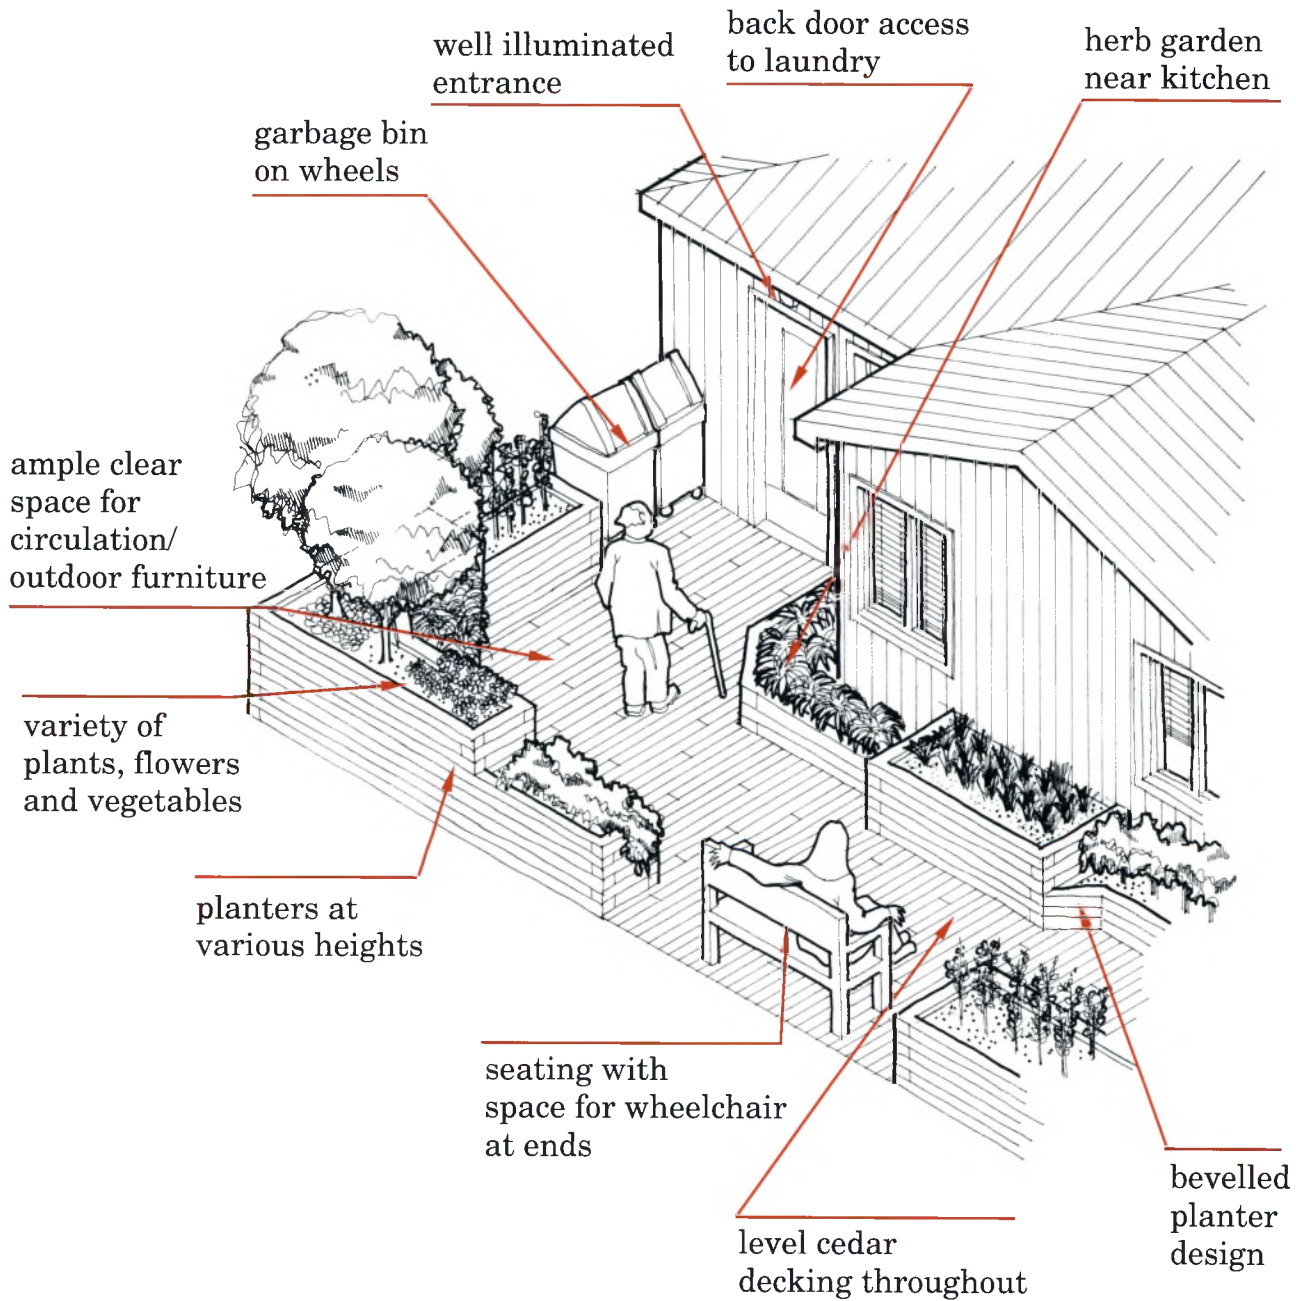 back door access
to laundry
herb garden
near kitchen
well illuminated
entrance
garbage bin
on wheels
ample clear
space for
circulation/
outdoor furniture
variety of
plants, flowers
and vegetables
planters at
various heights
seating with
space for wheelchair
at ends
bevelled
planter
design
level cedar
decking throughout